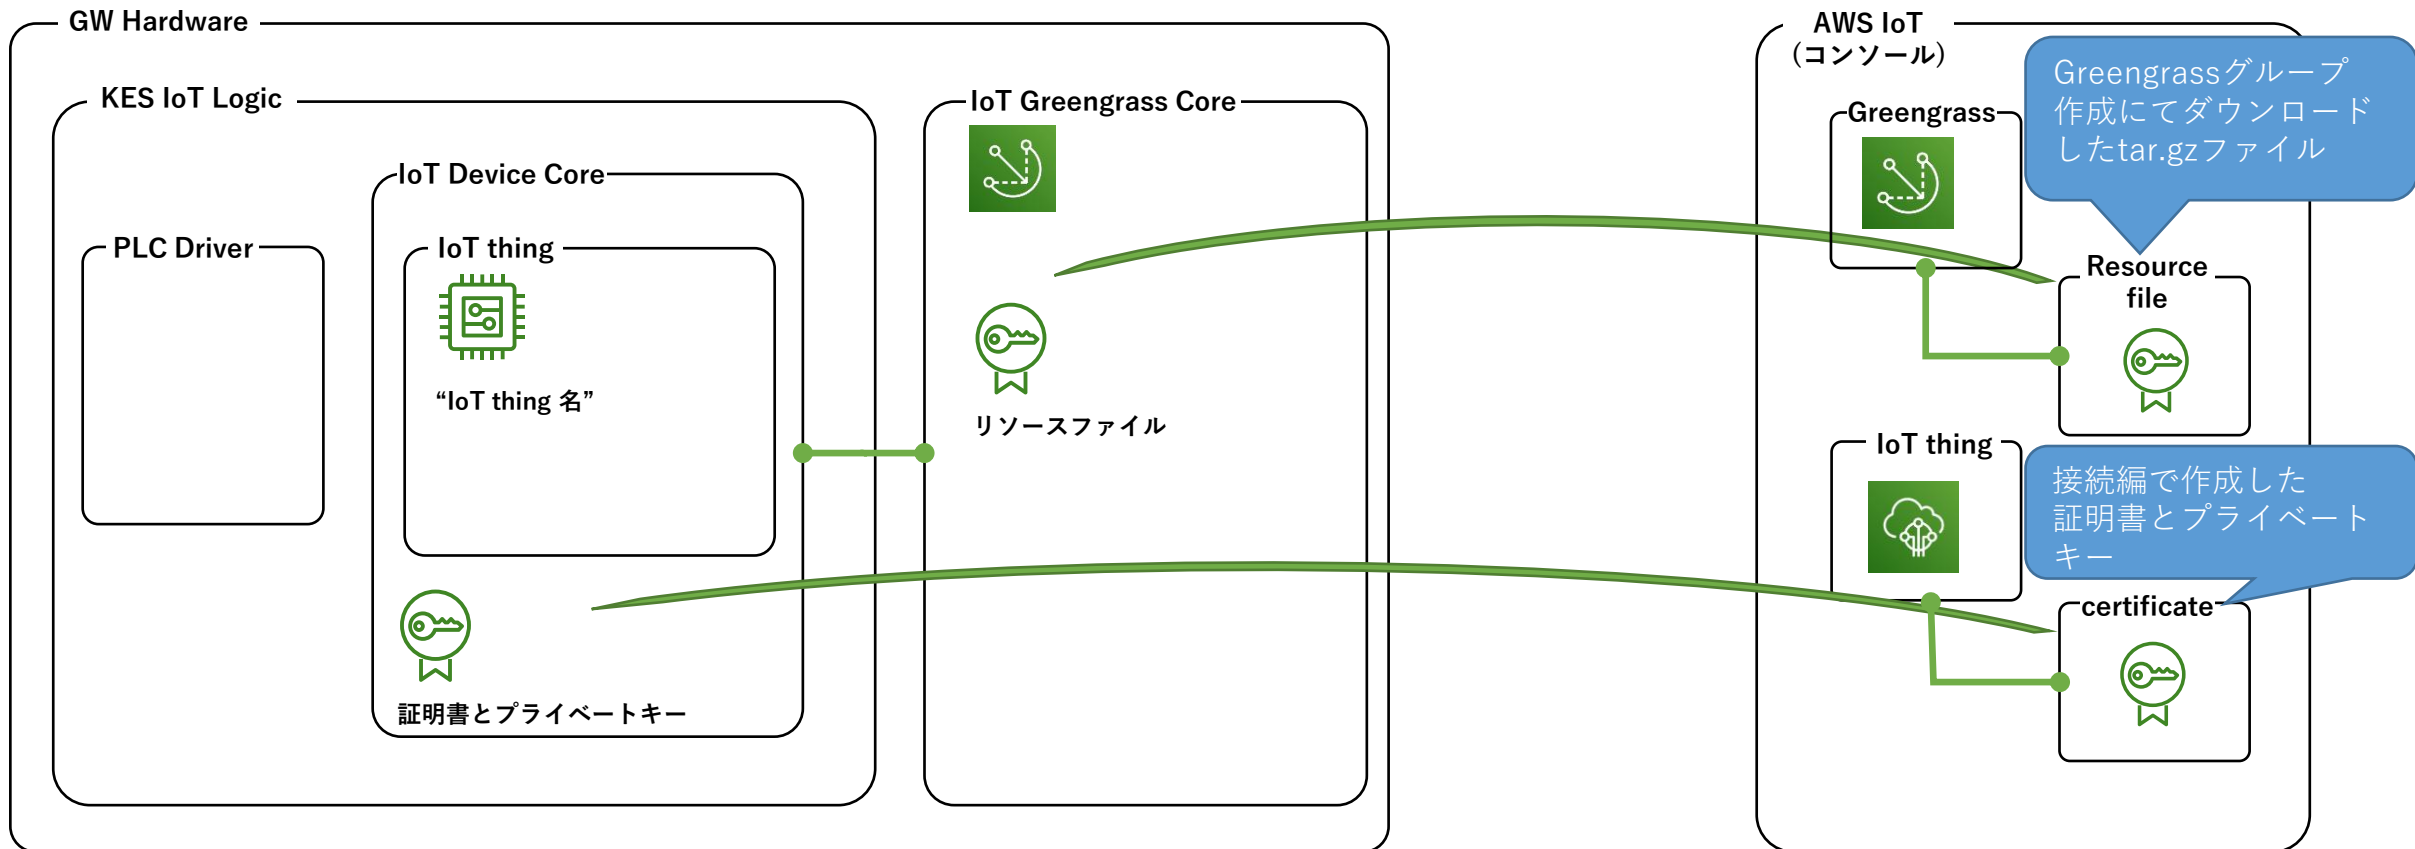 GW Hardware
KES IoT Logic
PLC Driver
IoT Device Core
IoT thing
“IoT thing 名”
証明書とプライベートキー
IoT Greengrass Core
リソースファイル
AWS IoT
(コンソール)
Greengrass
Greengrassグループ
作成にてダウンロード
したtar.gzファイル
Resource
file
IoT thing
接続編で作成した
証明書とプライベート
キー
certificate